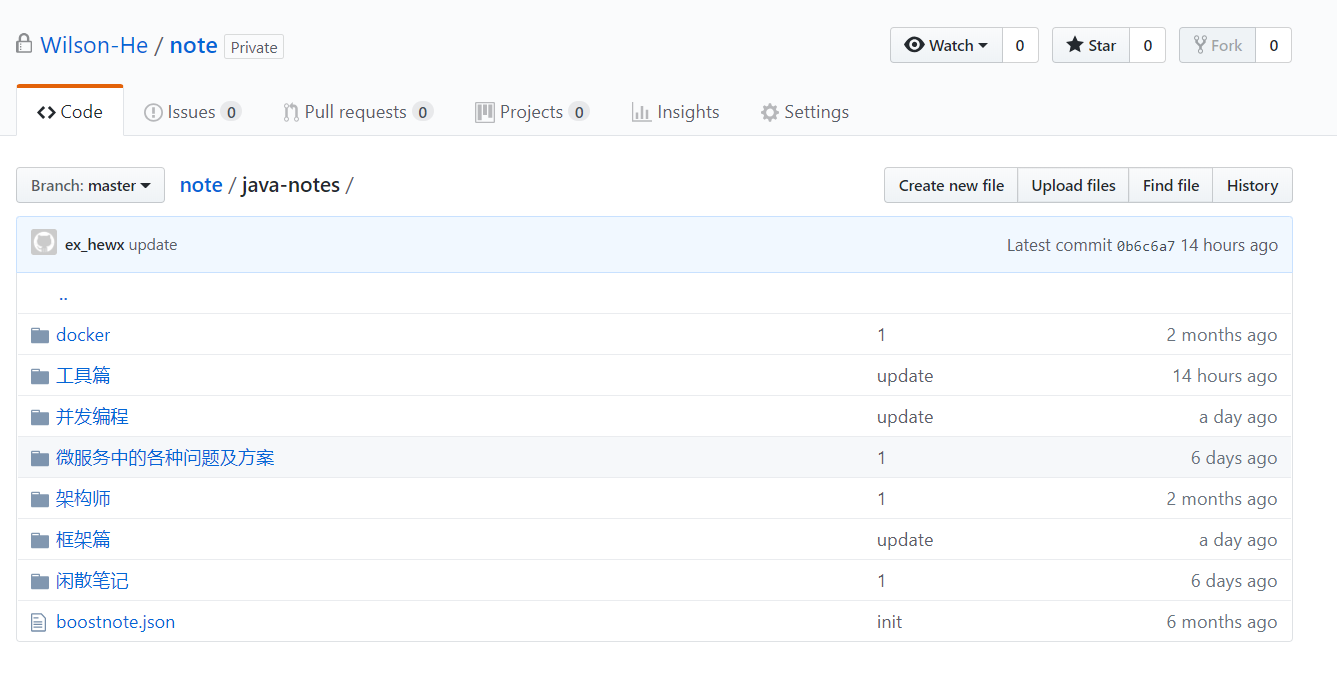 Wilson-He / note Private Watch 0 Star 0 Fork 0
Code Issues 0 Pull requests 0 Projects 0 Insights Settings
Branch: master note / java-notes / Create new file Upload files Find file History
ex_hewx update Latest commit 0b6c6a7 14 hours ago
..
docker 1 2 months ago
工具篇 update 14 hours ago
并发编程 update a day ago
微服务中的各种问题及方案 1 6 days ago
架构师 1 2 months ago
框架篇 update a day ago
闲散笔记 1 6 days ago
boostnote.json init 6 months ago